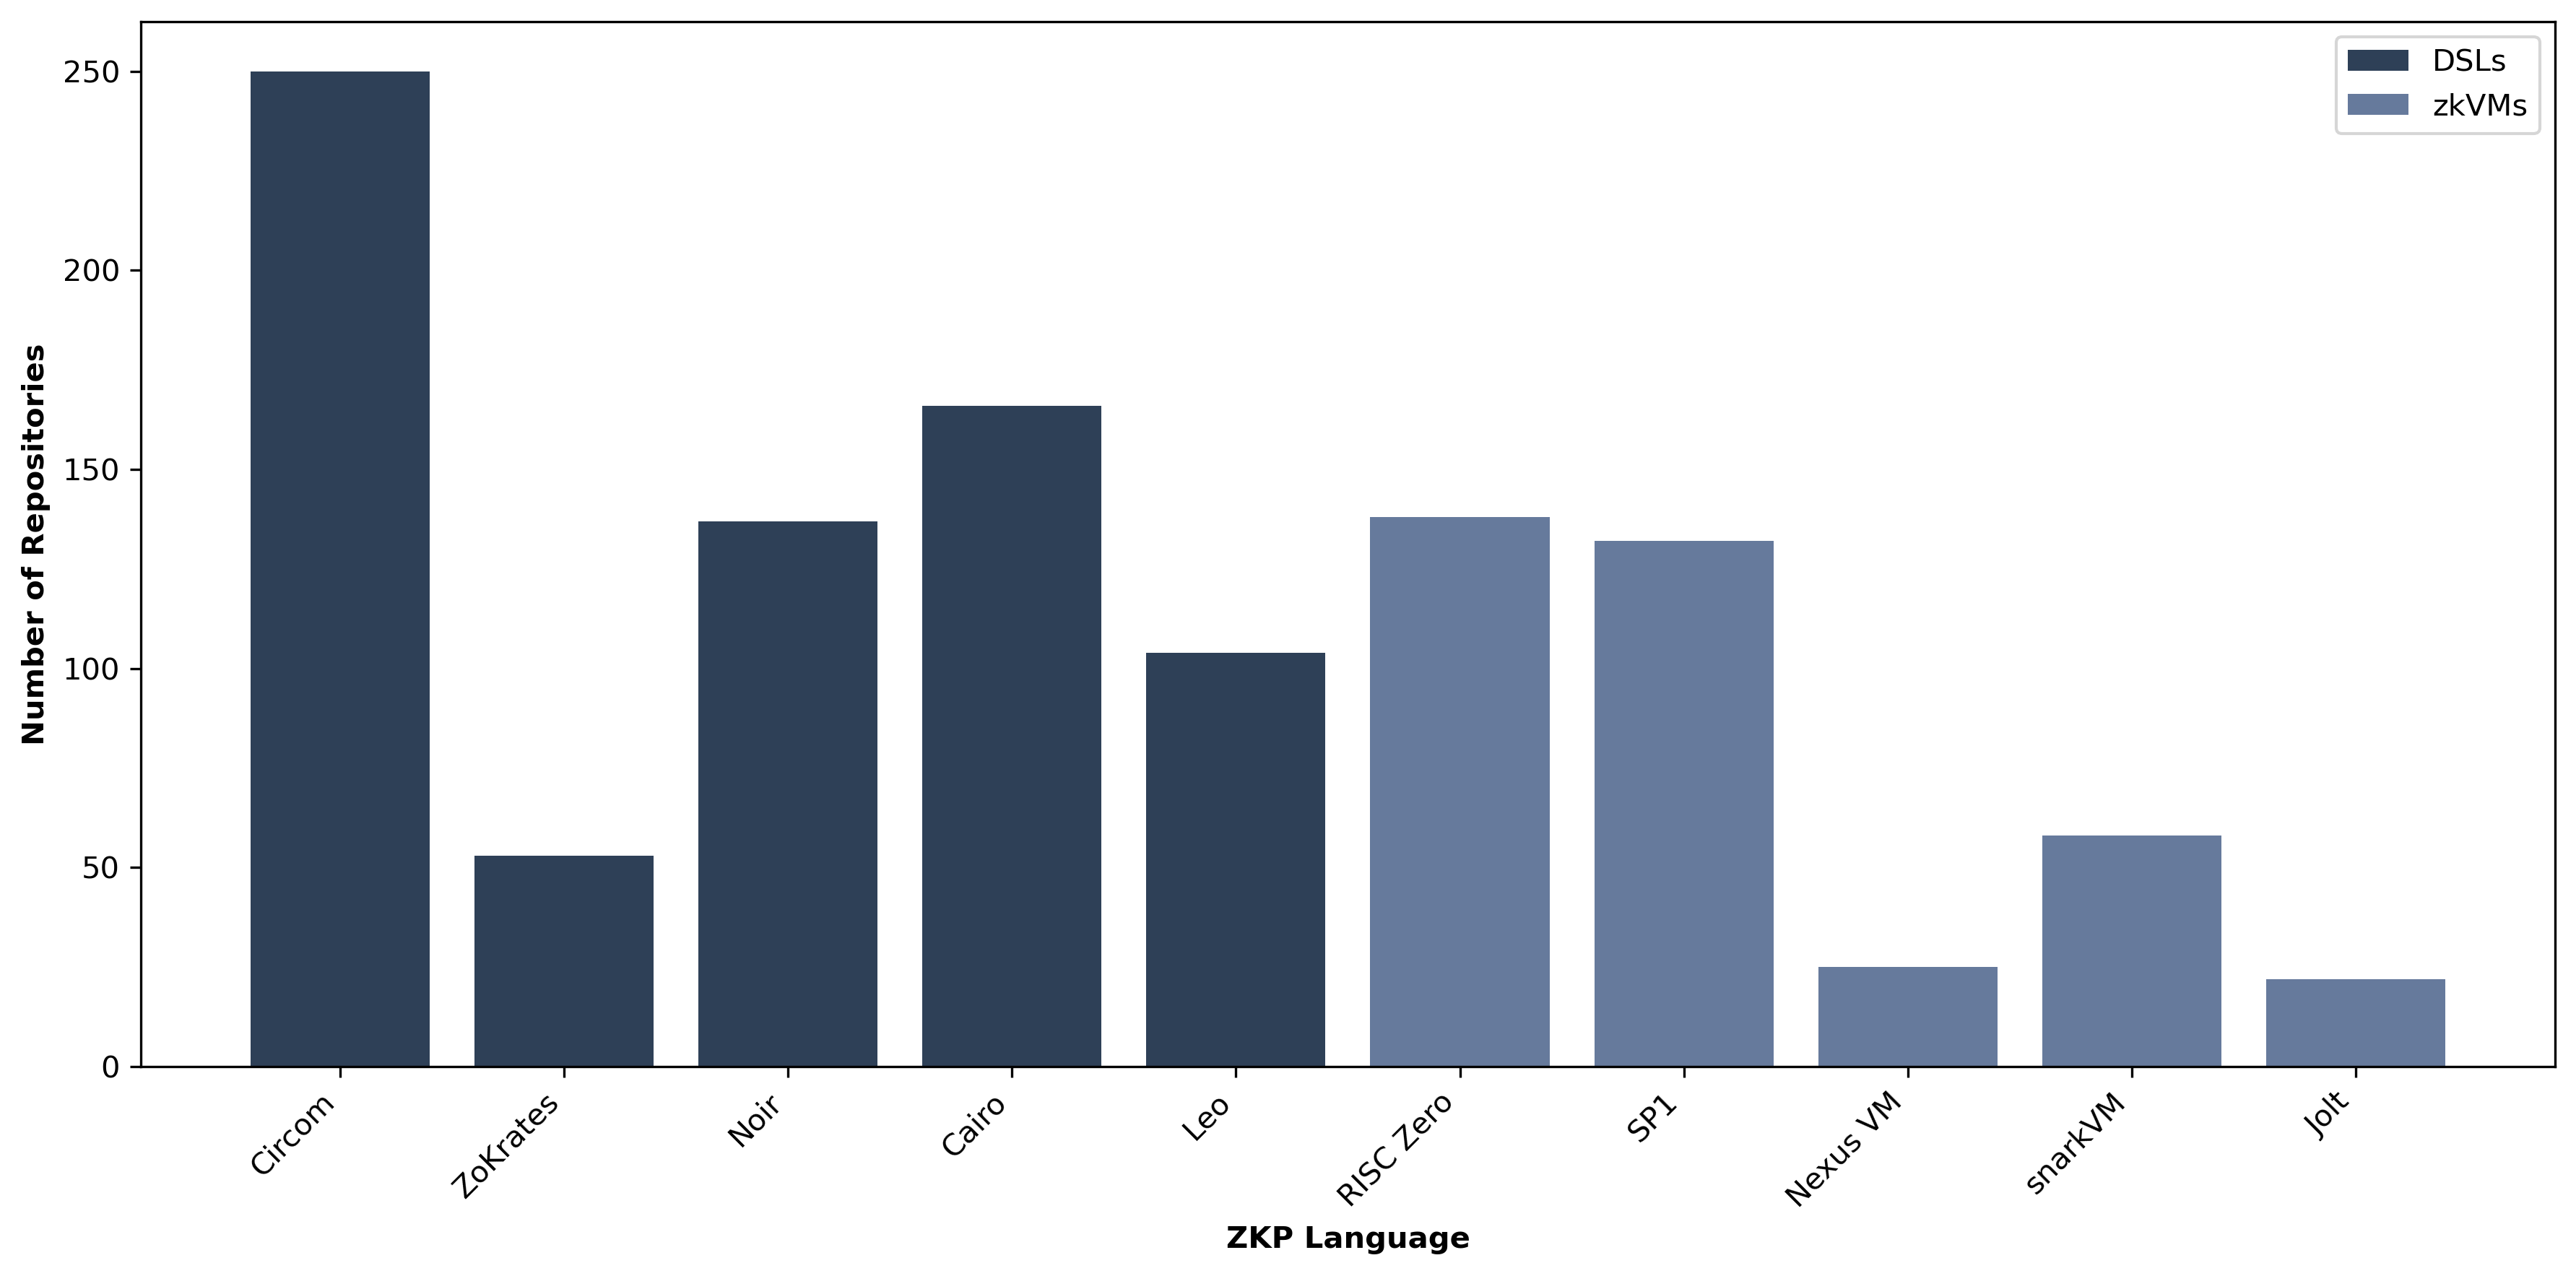 DSLs
zkVMs
250
200
150
100
50
0
Number of Repositories
Circom
ZoKrates
Noir
Cairo
Leo
RISC Zero
SP1
Nexus VM
snarkVM
Jolt
ZKP Language